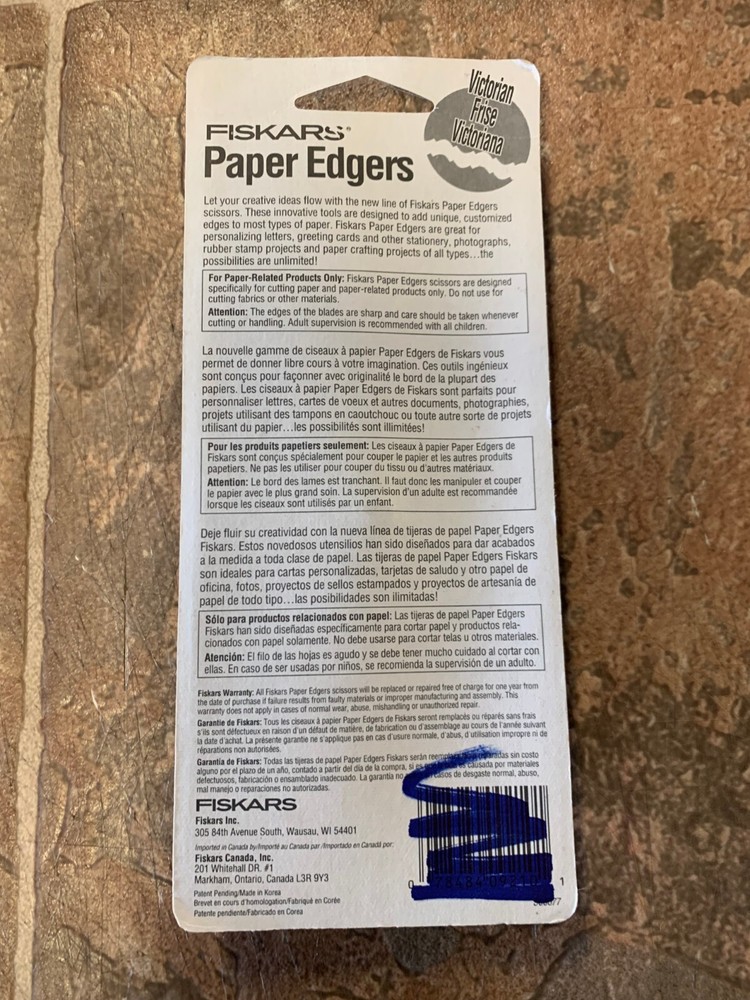 Victorian
Frise
Victoriana
FISKARS®
Paper Edgers
Let your creative ideas flow with the new line of Fiskars Paper Edgers
scissors. These innovative tools are designed to add unique, customized
edges to most types of paper. Fiskars Paper Edgers are great for
personalizing letters, greeting cards and other stationery, photographs,
rubber stamp projects and paper crafting projects of all types...the
possibilities are unlimited!
For Paper-Related Products Only: Fiskars Paper Edgers scissors are designed
specifically for cutting paper and paper-related products only. Do not use for
cutting fabrics or other materials.
Attention: The edges of the blades are sharp and care should be taken whenever
cutting or handling. Adult supervision is recommended with all children.
La nouvelle gamme de ciseaux à papier Paper Edgers de Fiskars vous
permet de donner libre cours à votre imagination. Ces outils ingénieux
sont conçus pour façonner avec originalité le bord de la plupart des
papiers. Les ciseaux à papier Paper Edgers de Fiskars sont parfaits pour
personnaliser lettres, cartes de voeux et autres documents, photographies,
projets utilisant des tampons en caoutchouc ou toute autre sorte de projets
utilisant du papier...les possibilités sont illimitées!
Pour les produits papetiers seulement: Les ciseaux à papier Paper Edgers de
Fiskars sont conçus spécialement pour couper le papier et les autres produits
papetiers. Ne pas les utiliser pour couper du tissu ou d'autres matériaux.
Attention: Le bord des lames est tranchant. Il faut donc les manipuler et couper
le papier avec le plus grand soin. La supervision d'un adulte est recommandée
lorsque les ciseaux sont utilisés par un enfant.
Deje fluir su creatividad con la nueva línea de tijeras de papel Paper Edgers
Fiskars. Estos novedosos utensilios han sido diseñados para dar acabados
a la medida a toda clase de papel. Las tijeras de papel Paper Edgers Fiskars
son ideales para cartas personalizadas, tarjetas de saludo y otro papel de
oficina, fotos, proyectos de sellos estampados y proyectos de artesanía de
papel de todo tipo...las posibilidades son ilimitadas!
Sólo para productos relacionados con papel: Las tijeras de papel Paper Edgers
Fiskars han sido diseñadas específicamente para cortar papel y productos rela-
cionados con papel solamente. No debe usarse para cortar telas u otros materiales.
Atención: El filo de las hojas es agudo y se debe tener mucho cuidado al cortar con
ellas. En caso de ser usadas por niños, se recomienda la supervisión de un adulto.
Fiskars Warranty: All Fiskars Paper Edgers scissors will be replaced or repaired free of charge for one year from
the date of purchase if failure results from faulty materials or improper manufacturing and assembly. This
warranty does not apply in cases of normal wear, abuse, mishandling or unauthorized repair.
Garantie de Fiskars: Tous les ciseaux à papier Paper Edgers de Fiskars seront remplacés ou réparés sans frais
s'ils sont défectueux en raison d'un défaut de matière, de fabrication ou d'assemblage au cours de l'année suivant
la date d'achat. La présente garantie ne s'applique pas en cas d'usure normale, d'abus, d'utilisation impropre ni de
réparations non autorisées.
Garantía de Fiskars: Todas las tijeras de papel Paper Edgers Fiskars serán sin costo
alguno por el plazo de un año, contado a partir del día de la compra, si causada por materiales
defectuosos, fabricación o ensamblado inadecuado. La garantía no casos de desgaste normal, abuso,
mal manejo o reparaciones no autorizadas.
FISKARS
Fiskars Inc.
305 84th Avenue South, Wausau, WI 54401
Imported in Canada by/Importé au Canada par /Importado en Canadá por:
Fiskars Canada, Inc.
201 Whitehall DR. #1
Markham, Ontario, Canada L3R 9Y3
Patent Pending/Made in Korea
Brevet en cours d'homologation/Fabriqué en Corée
Patente pendiente/Fabricado en Corea
0 1